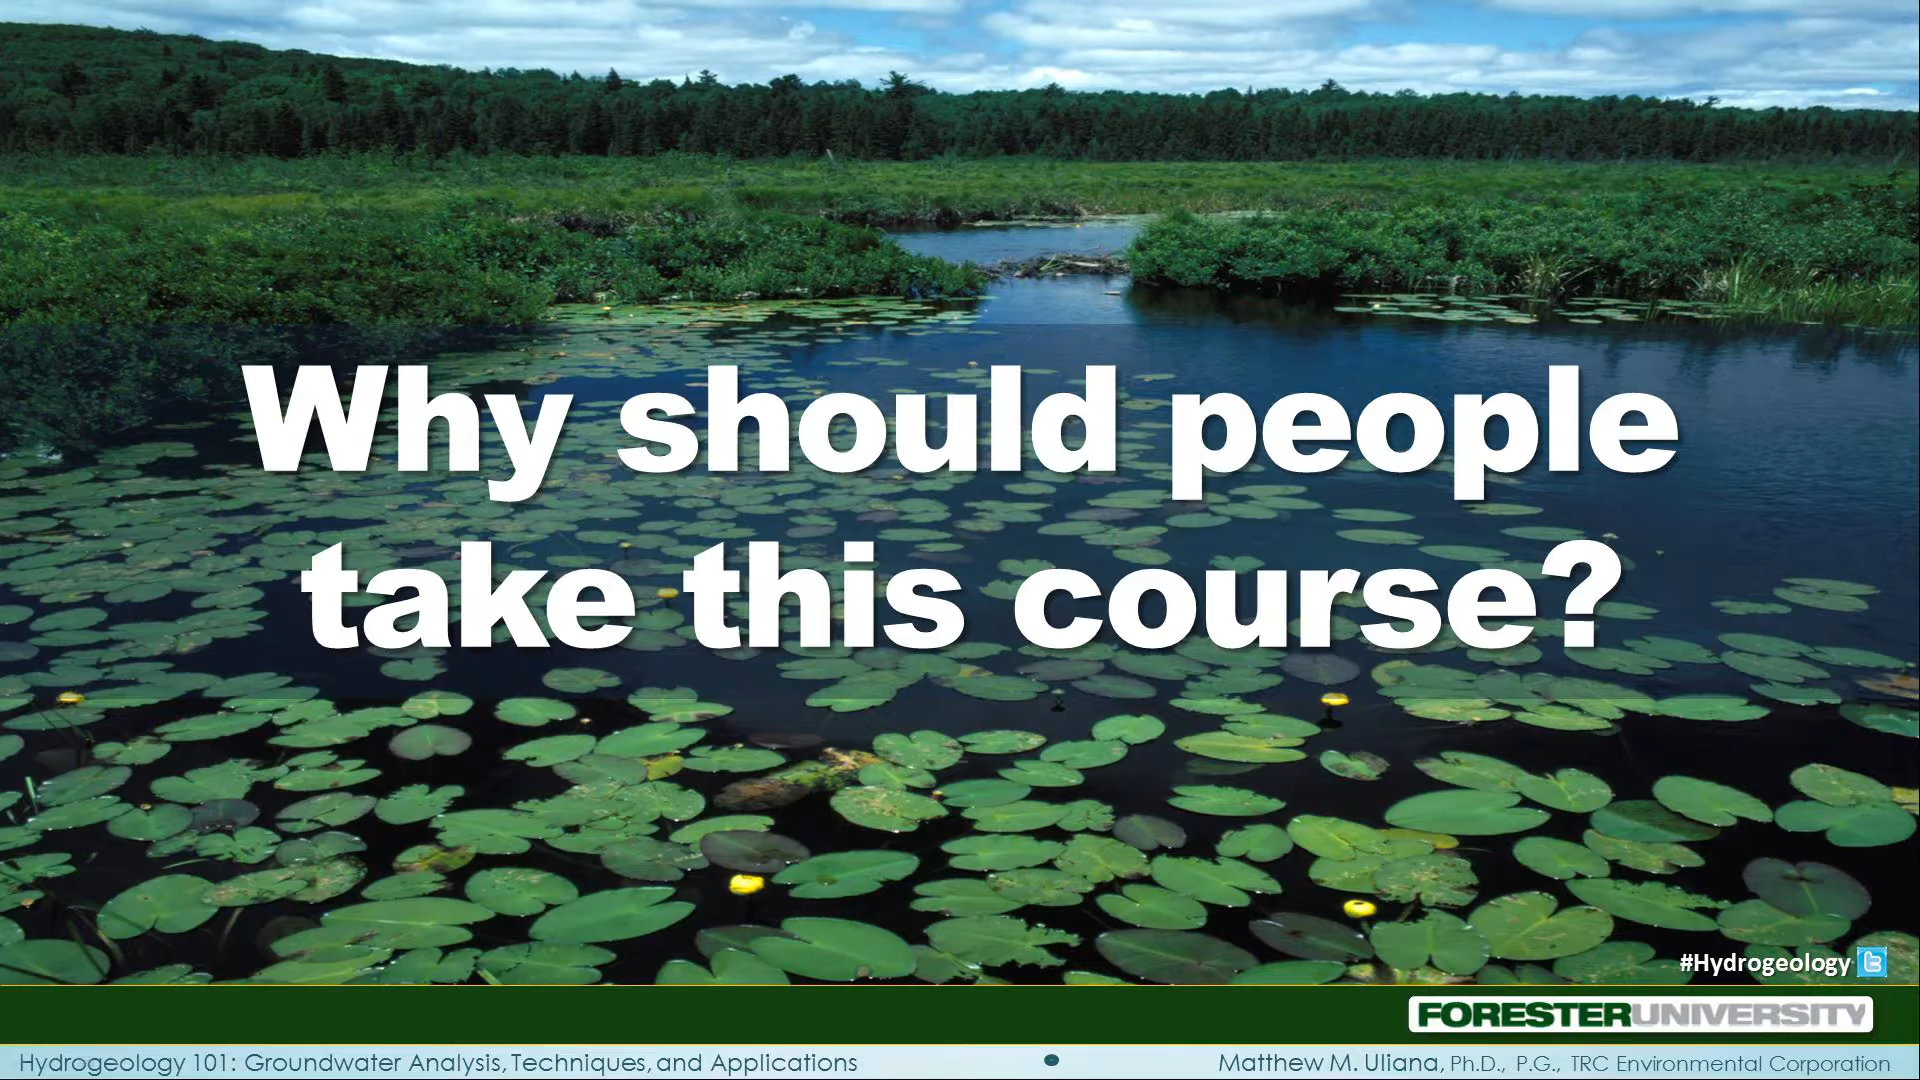 Why should people
take this course?
#Hydrogeology
FORESTERUNIVERSITY
Hydrogeology 101: Groundwater Analysis, Techniques, and Applications • Matthew M. Uliana, Ph.D., P.G., TRC Environmental Corporation